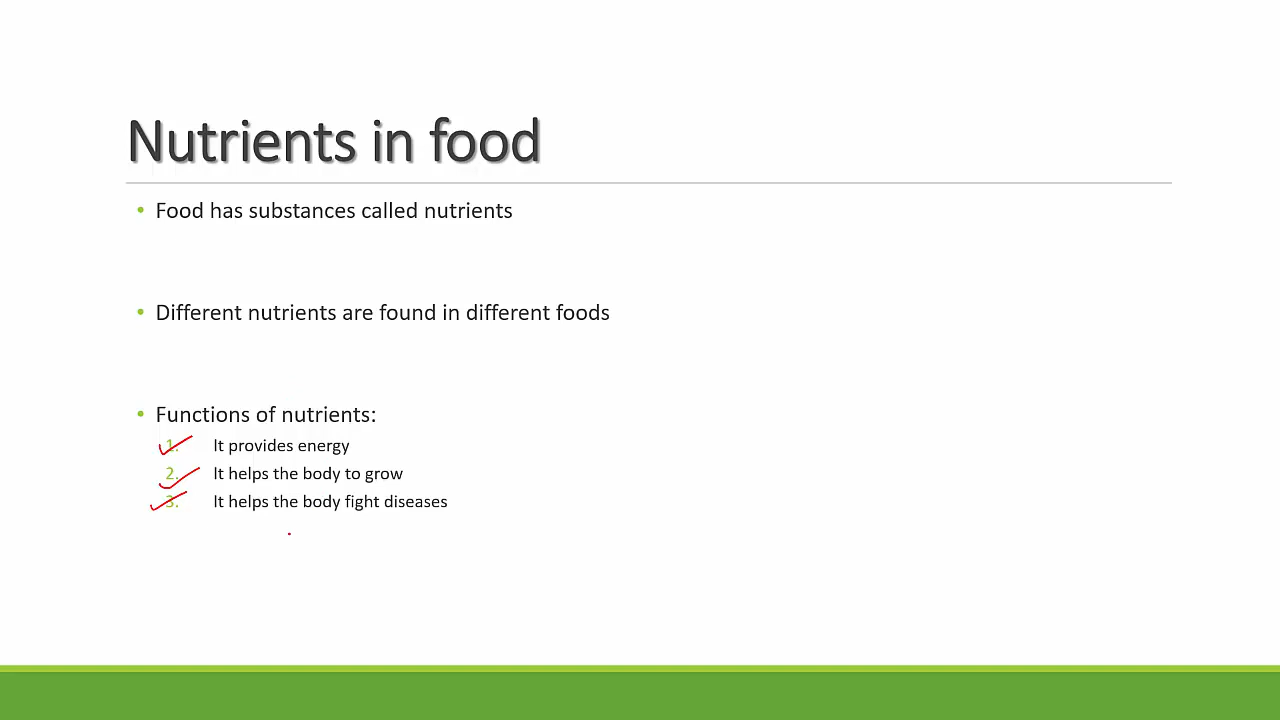 Nutrients in food
• Food has substances called nutrients
• Different nutrients are found in different foods
• Functions of nutrients:
1. It provides energy
2. It helps the body to grow
3. It helps the body fight diseases